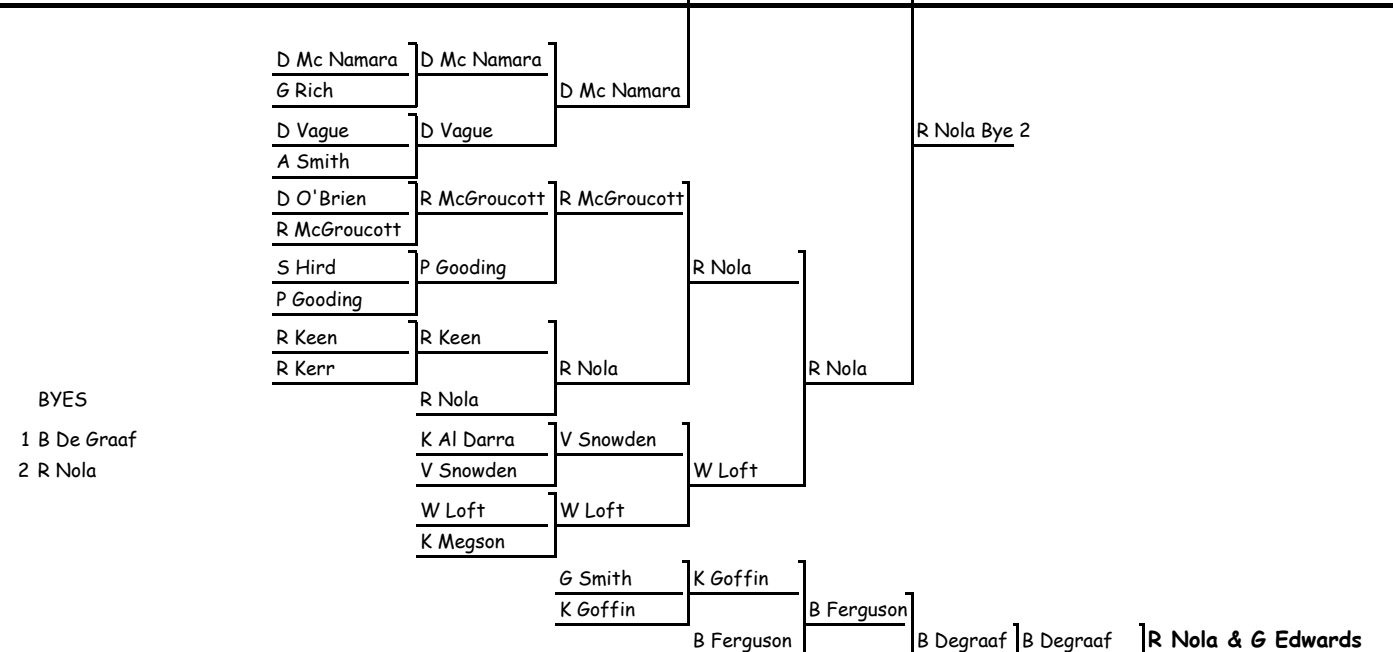 D Mc Namara D Mc Namara
G Rich D Mc Namara
D Vague D Vague R Nola Bye 2
A Smith
D O'Brien R McGroucott R McGroucott
R McGroucott
S Hird P Gooding R Nola
P Gooding
R Keen R Keen
R Kerr R Nola R Nola
BYES R Nola
1 B De Graaf K Al Darra V Snowden
2 R Nola V Snowden W Loft
W Loft W Loft
K Megson
G Smith K Goffin
K Goffin B Ferguson
B Ferguson B Degraaf B Degraaf R Nola & G Edwards